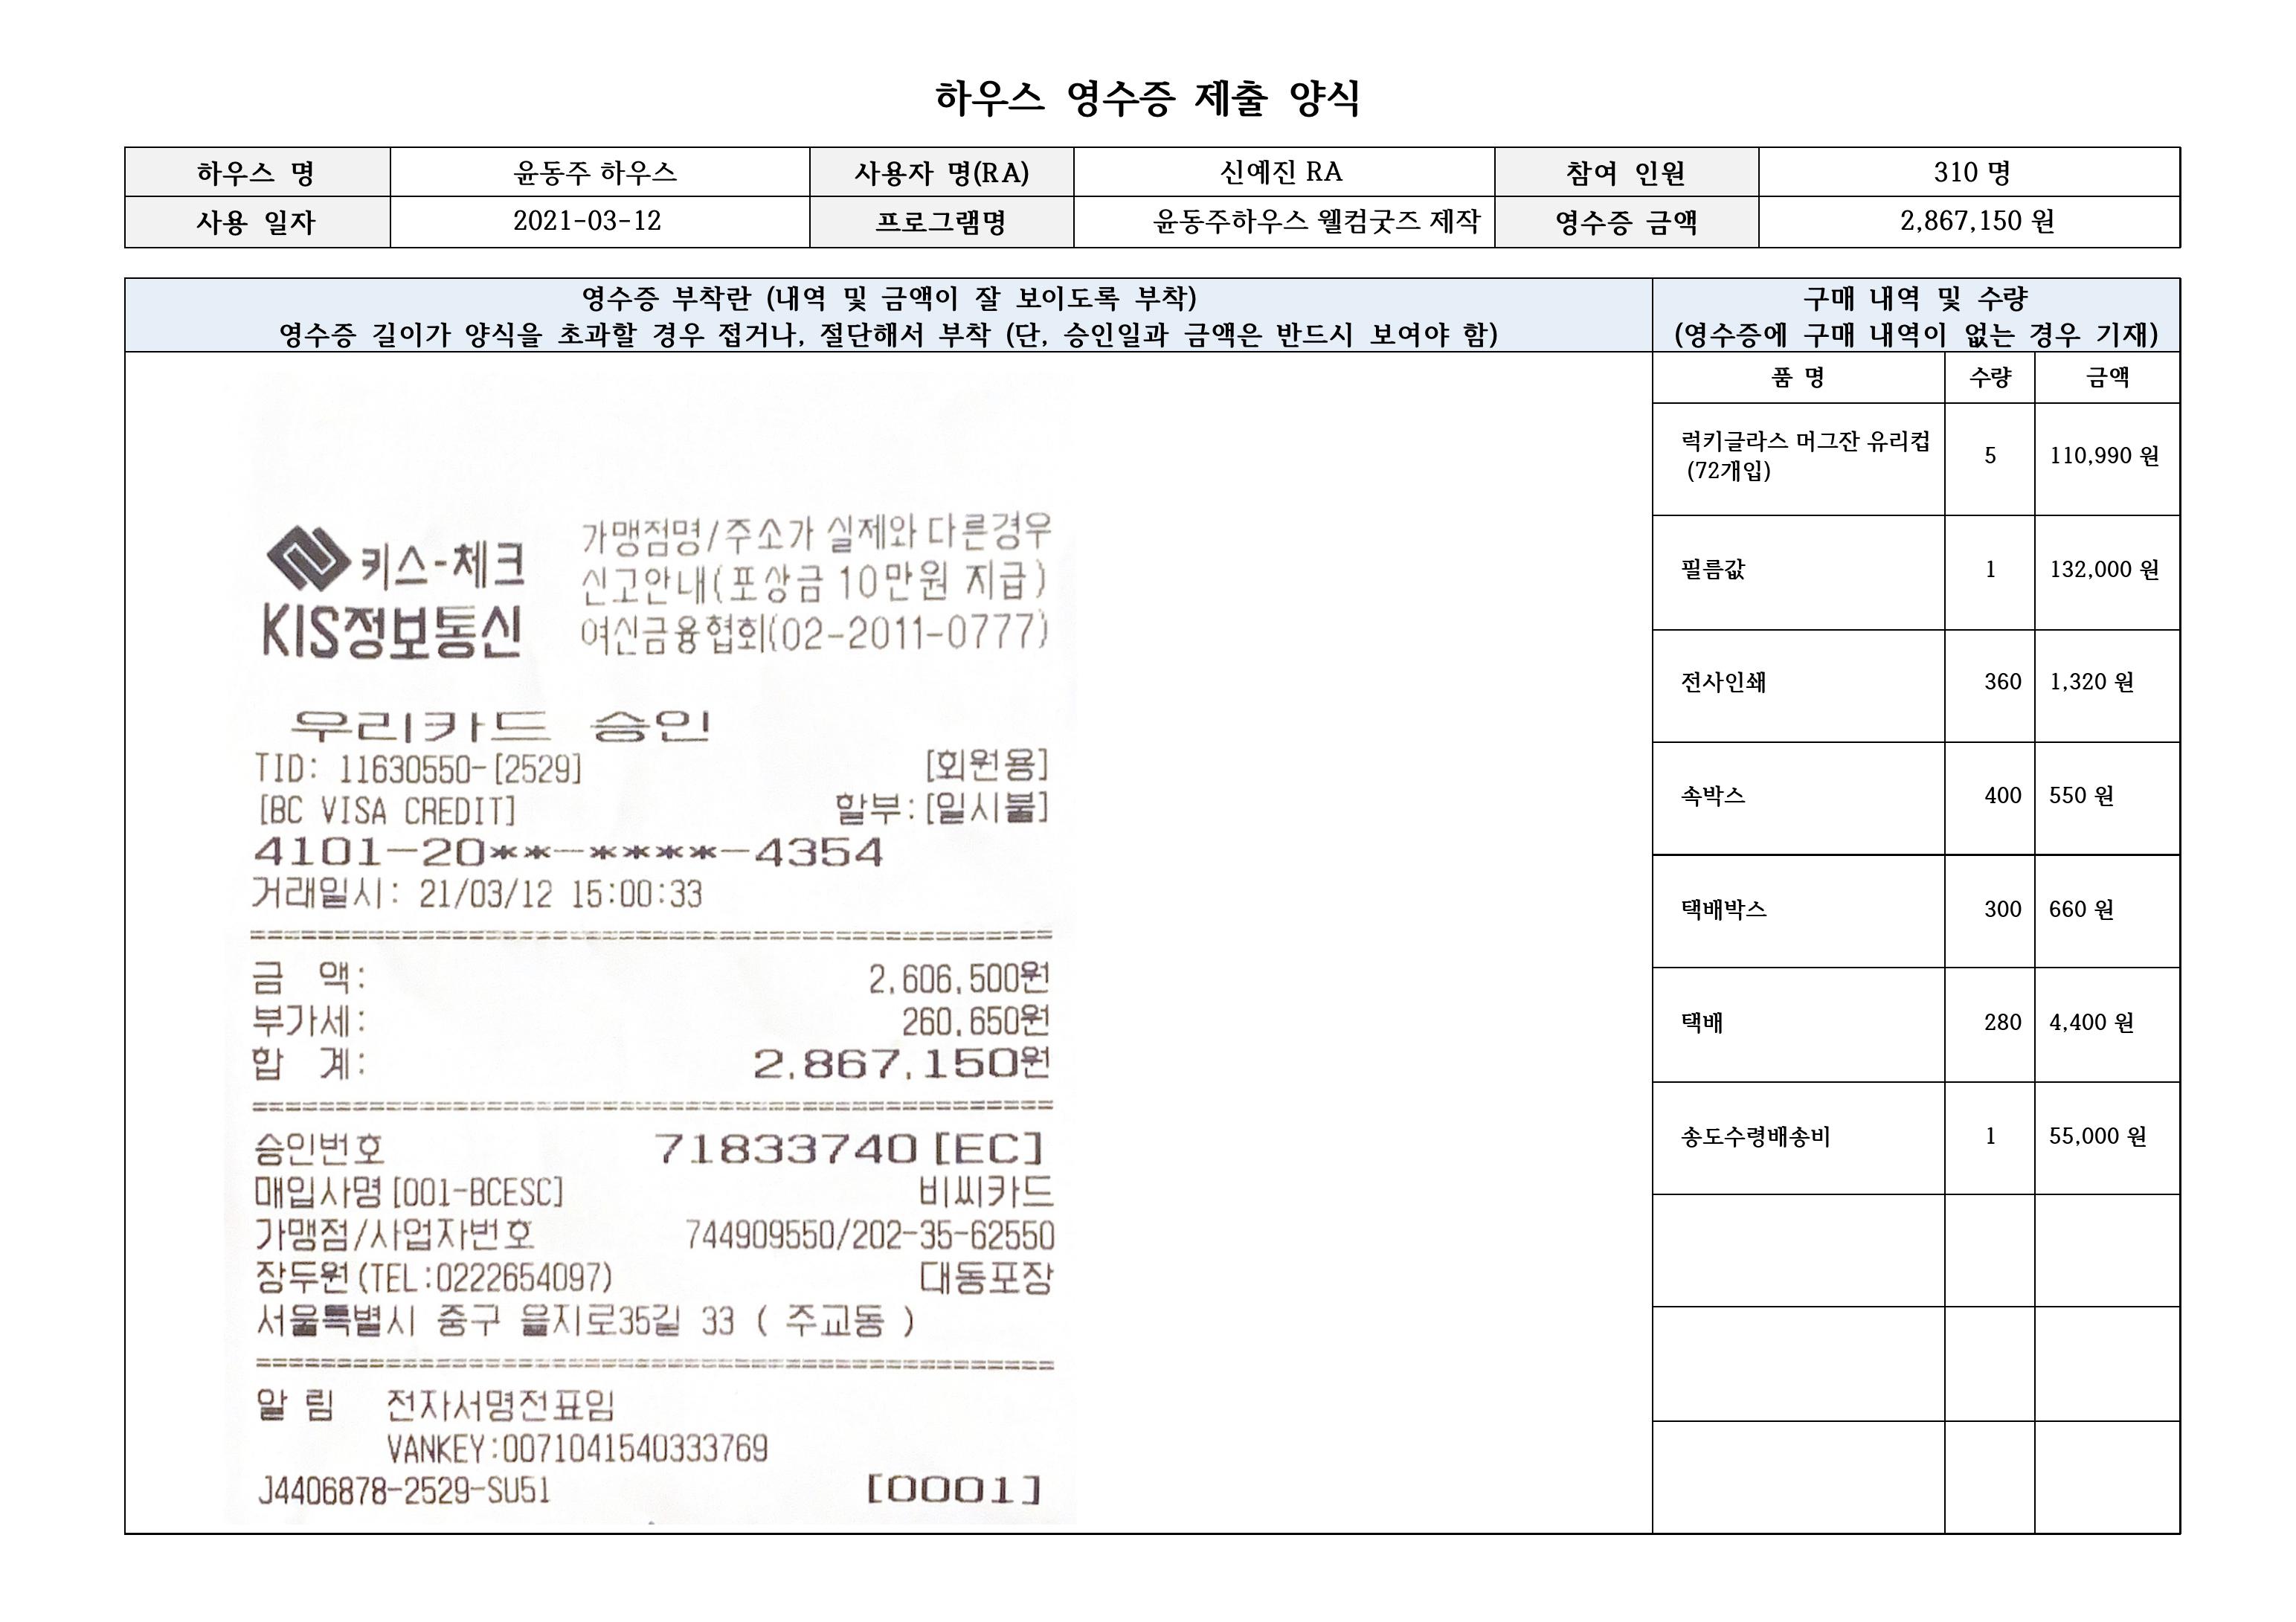 하우스 영수증 제출 양식
하우스 명 윤동주 하우스 사용자 명(RA) 신예진 RA 참여 인원 310 명
사용 일자 2021-03-12 프로그램명 윤동주하우스 웰컴굿즈 제작 영수증 금액 2,867,150 원
영수증 부착란 (내역 및 금액이 잘 보이도록 부착)
영수증 길이가 양식을 초과할 경우 접거나, 절단해서 부착 (단, 승인일과 금액은 반드시 보여야 함)
키스-체크
KIS정보통신
가맹점명/주소가 실제와 다른경우
신고안내(포상금 10만원 지급)
여신금융협회(02-2011-0777)
우리카드 승인
TID: 11630550-[2529] [회원용]
[BC VISA CREDIT] 할부:[일시불]
4101-20**-****-4354
거래일시: 21/03/12 15:00:33
금 액: 2,606,500원
부가세: 260,650원
합 계: 2,867,150원
승인번호 71833740[EC]
매입사명 [001-BCESC] 비씨카드
가맹점/사업자번호 744909550/202-35-62550
장두원(TEL:0222654097) 대동포장
서울특별시 중구 을지로35길 33 ( 주교동 )
알 림 전자서명전표임
VANKEY:0071041540333769
J4406878-2529-SU51 [0001]
구매 내역 및 수량
(영수증에 구매 내역이 없는 경우 기재)
품 명 수량 금액
럭키글라스 머그잔 유리컵 5 110,990 원
(72개입)
필름값 1 132,000 원
전사인쇄 360 1,320 원
속박스 400 550 원
택배박스 300 660 원
택배 280 4,400 원
송도수령배송비 1 55,000 원